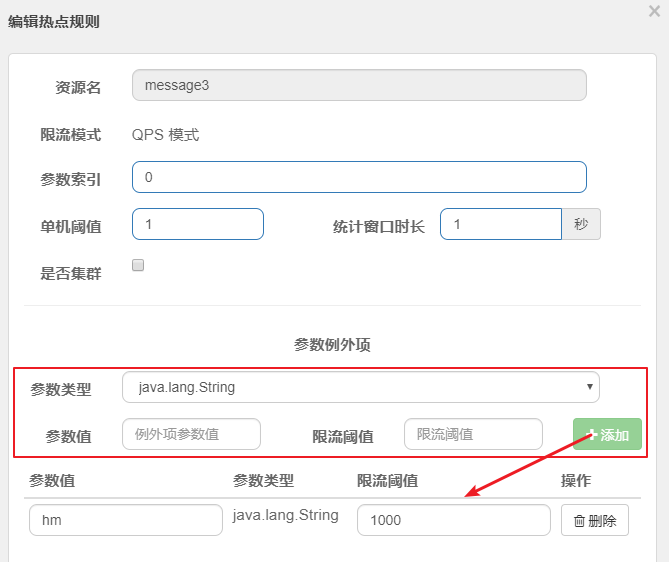 编辑热点规则 ×
资源名 message3
限流模式 QPS 模式
参数索引 0
单机阈值 1 统计窗口时长 1 秒
是否集群
参数例外项
参数类型 java.lang.String
参数值 例外项参数值 限流阈值 限流阈值 +添加
参数值 参数类型 限流阈值 操作
hm java.lang.String 1000 删除